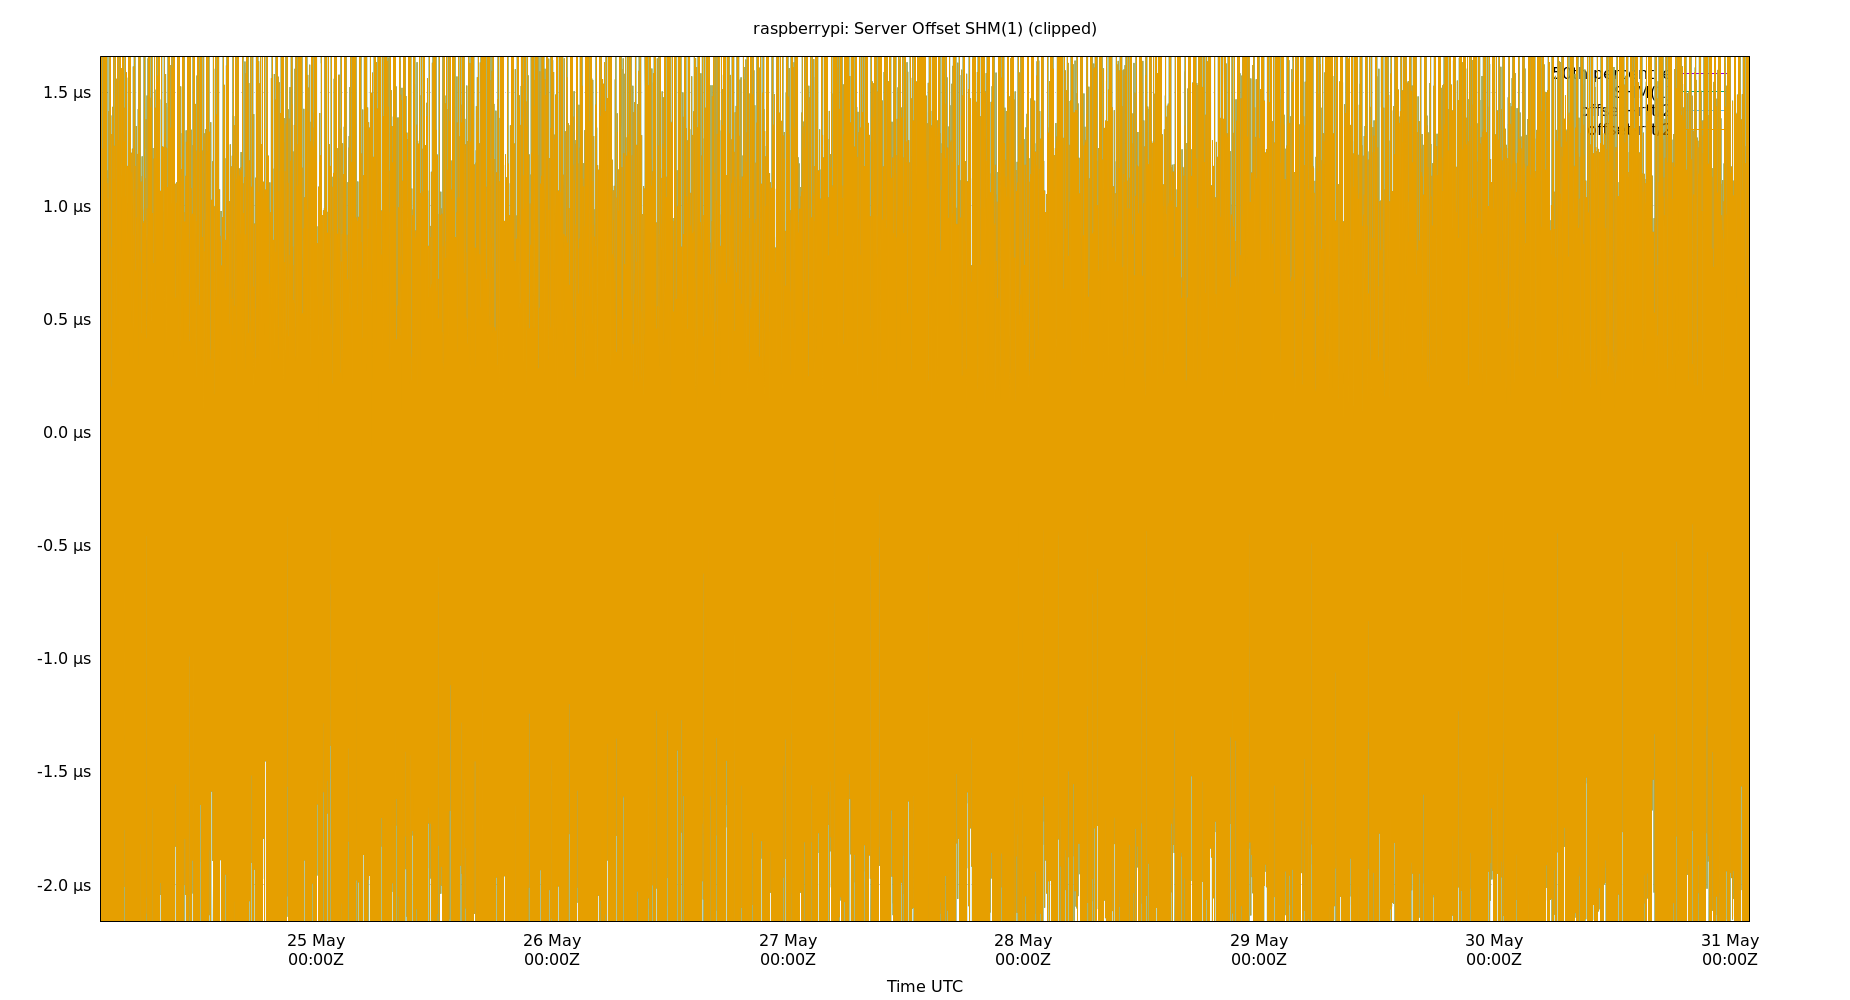 raspberrypi: Server Offset SHM(1) (clipped)
1.5 µs
1.0 µs
0.5 µs
0.0 µs
-0.5 µs
-1.0 µs
-1.5 µs
-2.0 µs
25 May 26 May 27 May 28 May 29 May 30 May 31 May
00:00Z 00:00Z 00:00Z 00:00Z 00:00Z 00:00Z 00:00Z
Time UTC